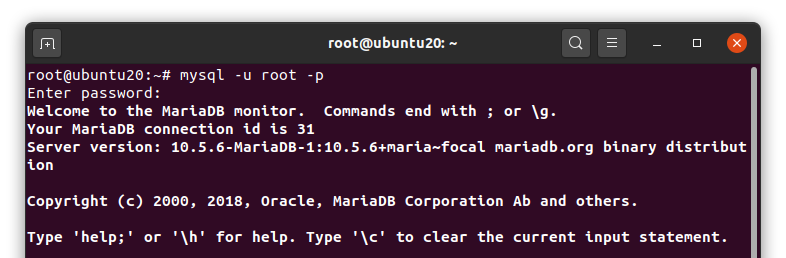 root@ubuntu20: ~
root@ubuntu20:~# mysql -u root -p
Enter password:
Welcome to the MariaDB monitor.  Commands end with ; or \g.
Your MariaDB connection id is 31
Server version: 10.5.6-MariaDB-1:10.5.6+maria~focal mariadb.org binary distribut
ion
Copyright (c) 2000, 2018, Oracle, MariaDB Corporation Ab and others.
Type 'help;' or '\h' for help. Type '\c' to clear the current input statement.